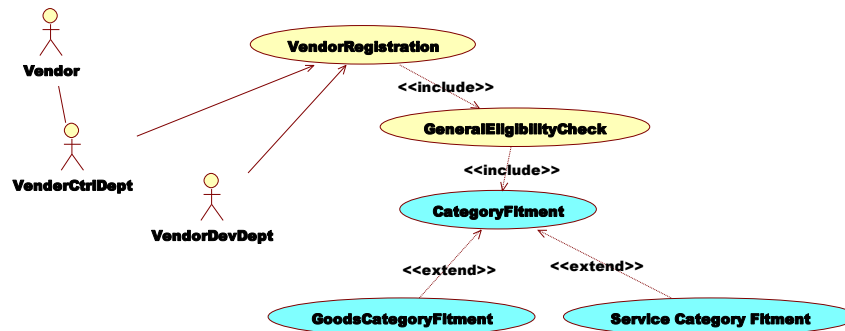 VendorRegistration
Vendor
<<include>>
GeneralEligibilityCheck
<<include>>
VenderCtrlDept
CategoryFitment
VendorDevDept
<<extend>>
<<extend>>
GoodsCategoryFitment
Service Category Fitment